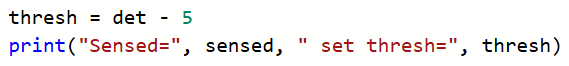 thresh = det - 5
print("Sensed=", sensed, " set thresh=", thresh)